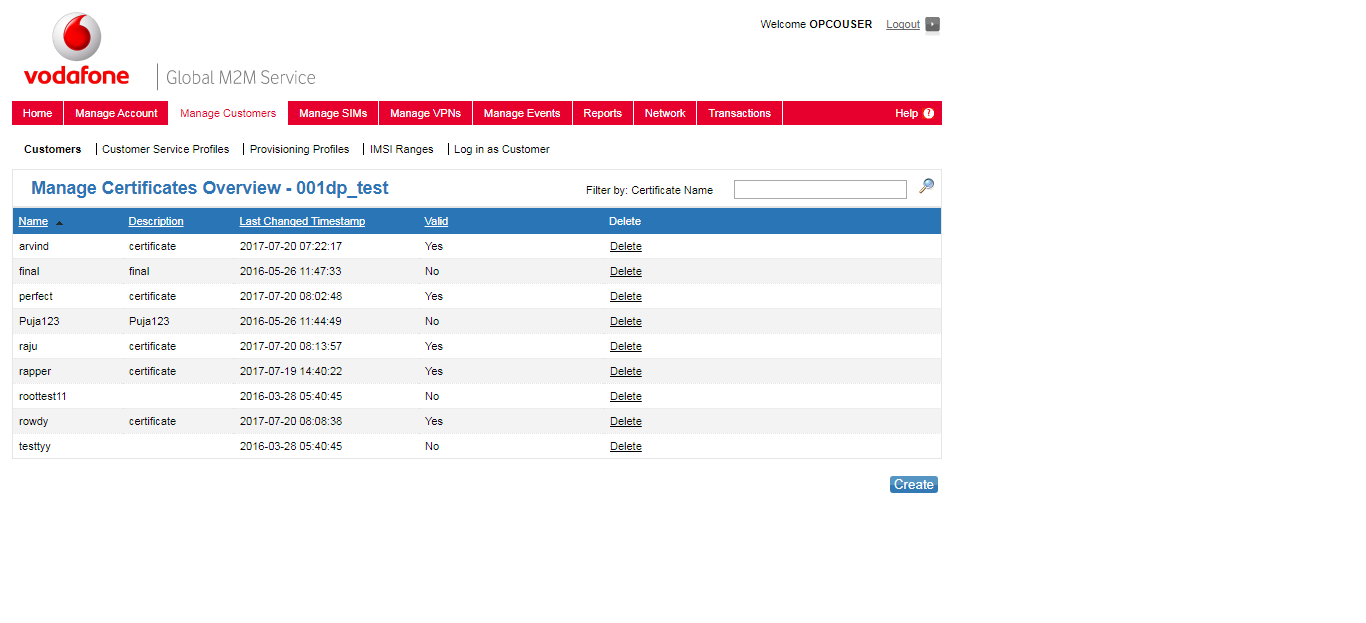 Welcome OPCOUSER Logout
vodafone Global M2M Service
Home Manage Account Manage Customers Manage SIMs Manage VPNs Manage Events Reports Network Transactions Help ?
Customers Customer Service Profiles Provisioning Profiles IMSI Ranges Log in as Customer
Manage Certificates Overview - 001dp_test Filter by: Certificate Name
Name Description Last Changed Timestamp Valid Delete
arvind certificate 2017-07-20 07:22:17 Yes Delete
final final 2016-05-26 11:47:33 No Delete
perfect certificate 2017-07-20 08:02:48 Yes Delete
Puja123 Puja123 2016-05-26 11:44:49 No Delete
raju certificate 2017-07-20 08:13:57 Yes Delete
rapper certificate 2017-07-19 14:40:22 Yes Delete
roottest11 2016-03-28 05:40:45 No Delete
rowdy certificate 2017-07-20 08:08:38 Yes Delete
testtyy 2016-03-28 05:40:45 No Delete
Create